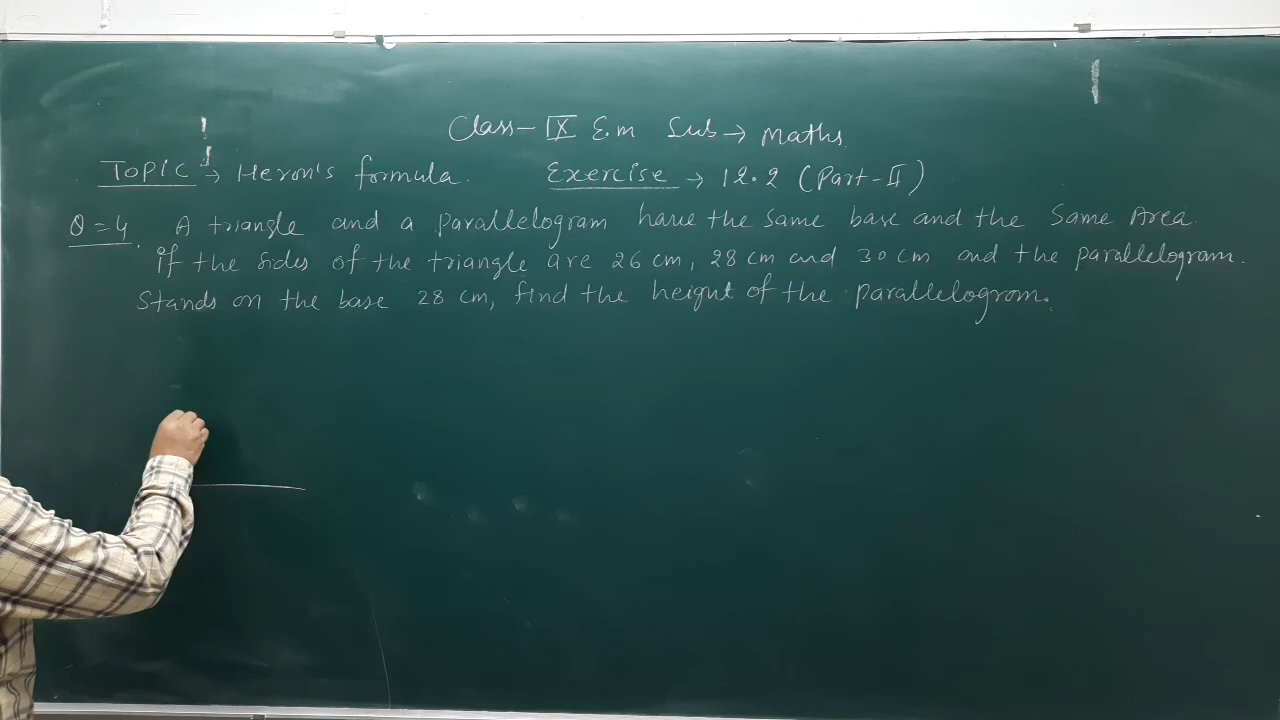 Class- IX E.m Sub → Maths
TOPIC → Heron's formula. Exercise → 12.2 (Part-II)
Q=4. A triangle and a Parallelogram have the same base and the same Area.
if the sides of the triangle are 26 cm, 28 cm and 30 cm and the parallelogram.
Stands on the base 28 cm, find the height of the parallelogram.